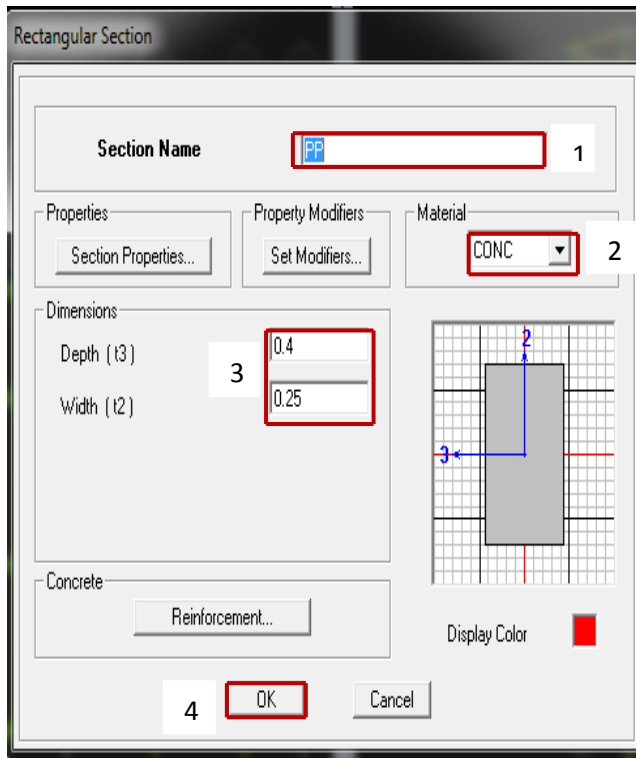 Rectangular Section
Section Name PP 1
Properties Property Modifiers Material
Section Properties... Set Modifiers... CONC 2
Dimensions
Depth ( t3 ) 0.4
3
Width ( t2 ) 0.25
2
3
Concrete
Reinforcement...
Display Color
4 OK Cancel